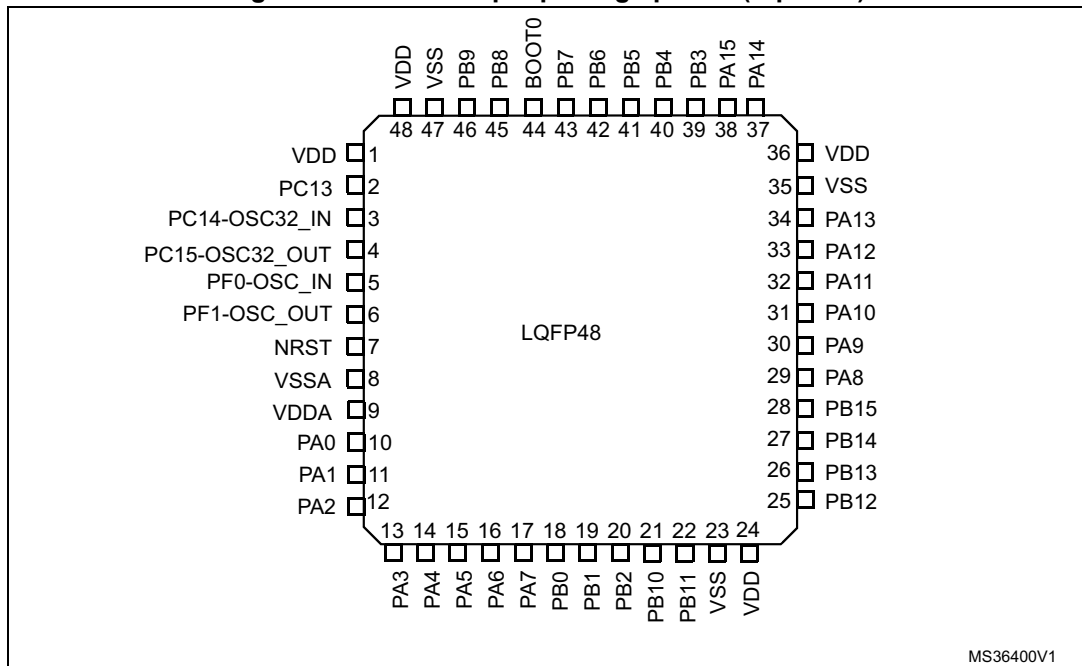 VDD
VSS
PB9
PB8
BOOT0
PB7
PB6
PB5
PB4
PB3
PA15
PA14
48 47 46 45 44 43 42 41 40 39 38 37
VDD 1
PC13 2
PC14-OSC32_IN 3
PC15-OSC32_OUT 4
PF0-OSC_IN 5
PF1-OSC_OUT 6
NRST 7
VSSA 8
VDDA 9
PA0 10
PA1 11
PA2 12
LQFP48
36 VDD
35 VSS
34 PA13
33 PA12
32 PA11
31 PA10
30 PA9
29 PA8
28 PB15
27 PB14
26 PB13
25 PB12
13 14 15 16 17 18 19 20 21 22 23 24
PA3
PA4
PA5
PA6
PA7
PB0
PB1
PB2
PB10
PB11
VSS
VDD
MS36400V1